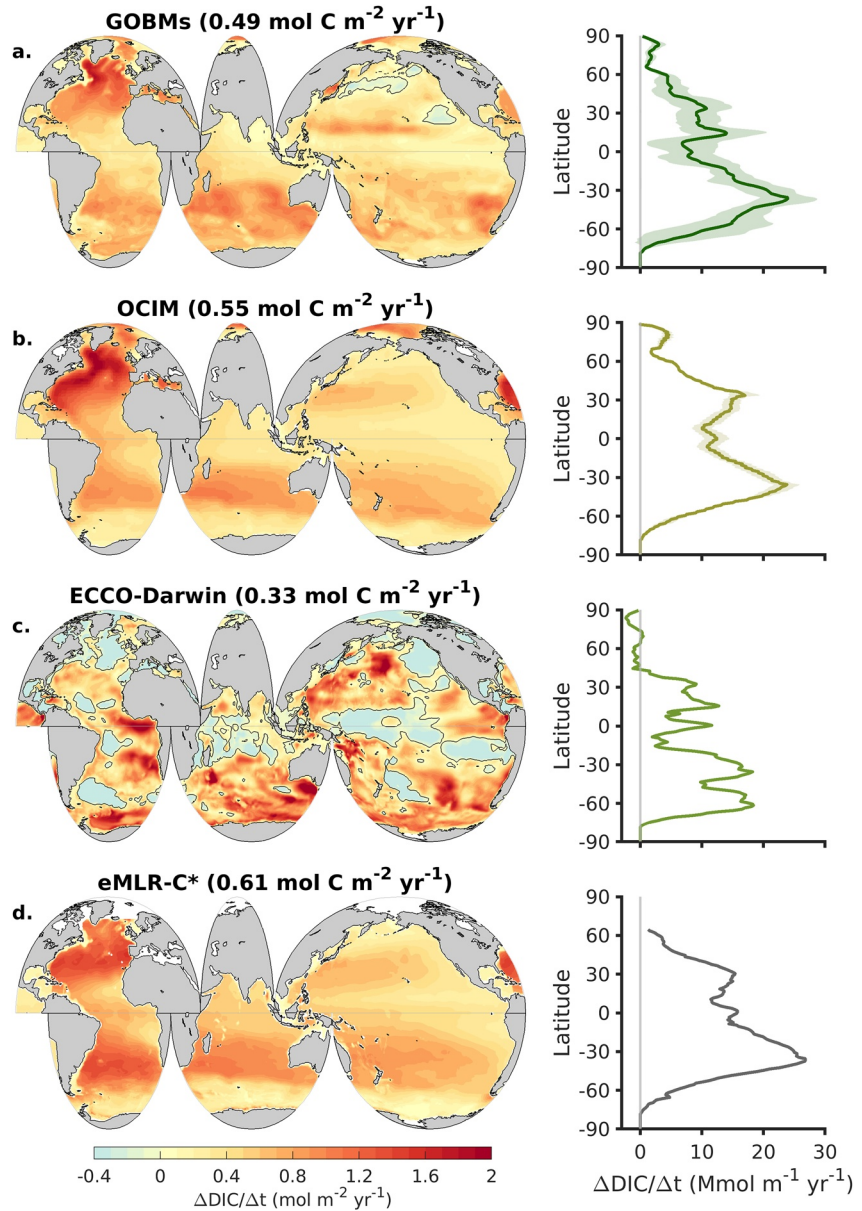 GOBMs (0.49 mol C m⁻² yr⁻¹)
a.
90
60
30
0
-30
-60
-90
Latitude
OCIM (0.55 mol C m⁻² yr⁻¹)
b.
90
60
30
0
-30
-60
-90
Latitude
ECCO-Darwin (0.33 mol C m⁻² yr⁻¹)
c.
90
60
30
0
-30
-60
-90
Latitude
eMLR-C* (0.61 mol C m⁻² yr⁻¹)
d.
90
60
30
0
-30
-60
-90
Latitude
0 10 20 30
ΔDIC/Δt (Mmol m⁻¹ yr⁻¹)
-0.4 0 0.4 0.8 1.2 1.6 2
ΔDIC/Δt (mol m⁻² yr⁻¹)